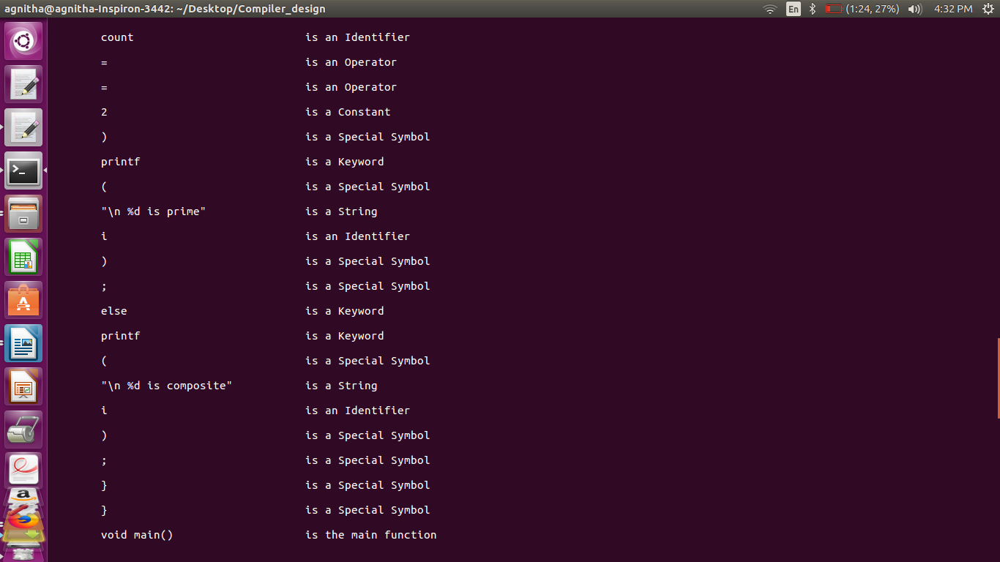 agnitha@agnitha-Inspiron-3442: ~/Desktop/Compiler_design En (1:24, 27%) 4:32 PM
count is an Identifier
= is an Operator
= is an Operator
2 is a Constant
) is a Special Symbol
printf is a Keyword
( is a Special Symbol
"\n %d is prime" is a String
i is an Identifier
) is a Special Symbol
; is a Special Symbol
else is a Keyword
printf is a Keyword
( is a Special Symbol
"\n %d is composite" is a String
i is an Identifier
) is a Special Symbol
; is a Special Symbol
} is a Special Symbol
} is a Special Symbol
void main() is the main function